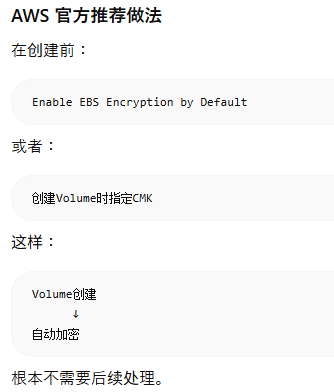 AWS 官方推荐做法
在创建前：
Enable EBS Encryption by Default
或者：
创建Volume时指定CMK
这样：
Volume创建
↓
自动加密
根本不需要后续处理。